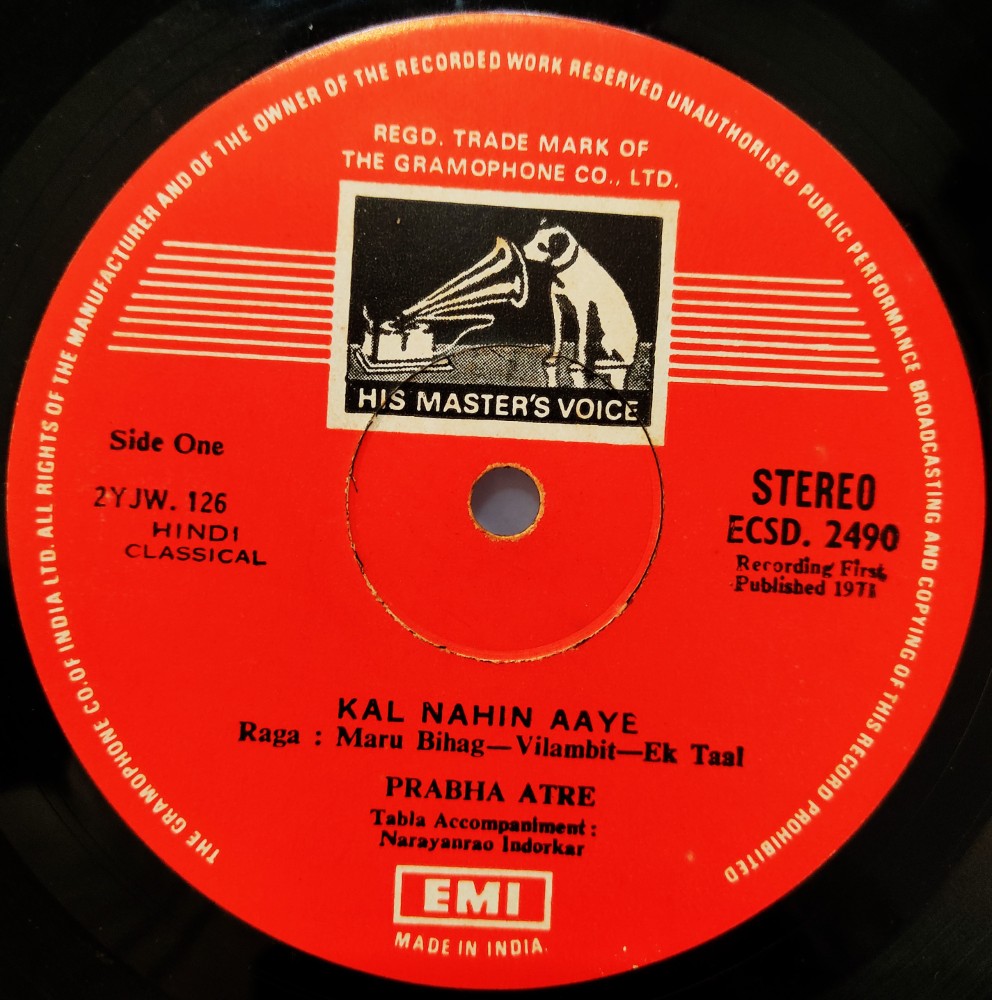 THE GRAMOPHONE CO. OF INDIA LTD. ALL RIGHTS OF THE MANUFACTURER AND OF THE OWNER OF THE RECORDED WORK RESERVED UNAUTHORISED PUBLIC PERFORMANCE BROADCASTING AND COPYING OF THIS RECORD PROHIBITED
REGD. TRADE MARK OF
THE GRAMOPHONE CO., LTD.
HIS MASTER'S VOICE
Side One
2YJW. 126
HINDI
CLASSICAL
STEREO
ECSD. 2490
Recording First
Published 1971
KAL NAHIN AAYE
Raga : Maru Bihag—Vilambit—Ek Taal
PRABHA ATRE
Tabla Accompaniment :
Narayanrao Indorkar
EMI
MADE IN INDIA